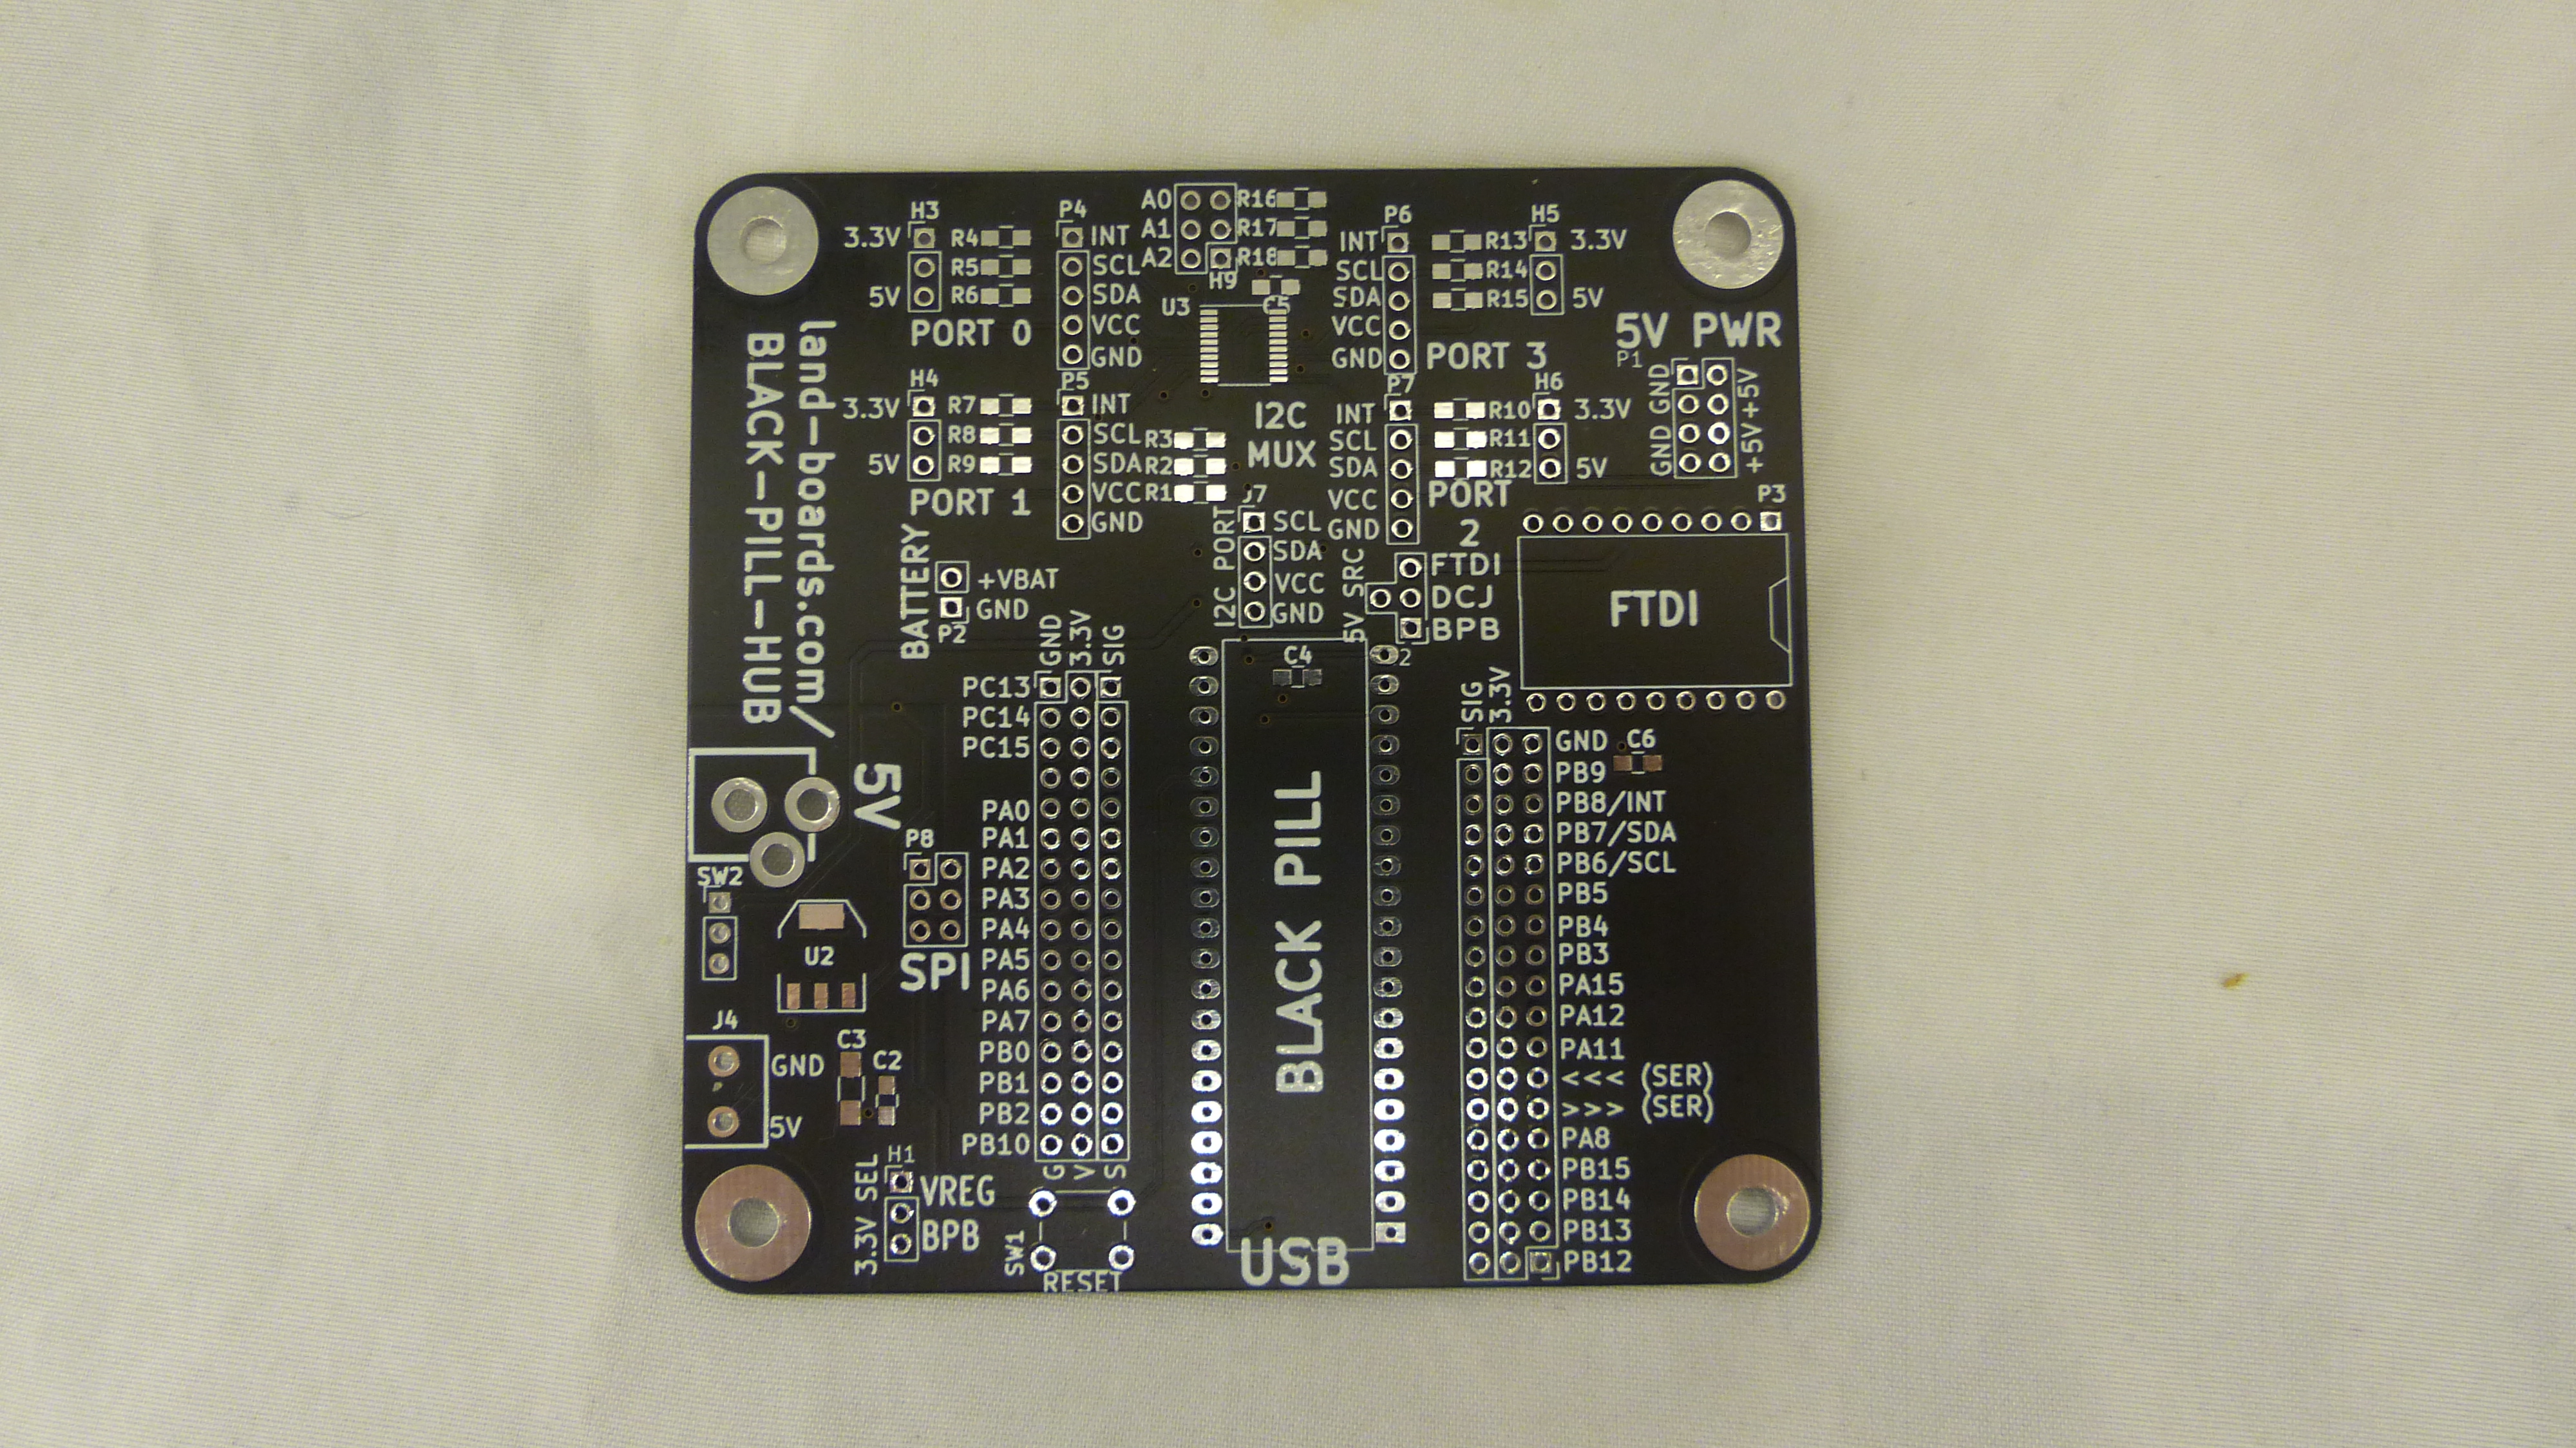 land-boards.com/
BLACK-PILL-HUB
H3
3.3V
R4
R5
5V
R6
PORT 0
P4
INT
SCL
SDA
VCC
GND
A0
R16
A1
R17
A2
R18
H9
U3
C5
I2C
MUX
P6
INT
SCL
SDA
VCC
GND
R13
R14
R15
H5
3.3V
5V
PORT 3
5V PWR
P1
GND GND
+5V+5V
H4
3.3V
R7
R8
5V
R9
PORT 1
P5
INT
SCL
SDA
VCC
GND
R3
R2
R1
J7
I2C PORT
SCL
SDA
VCC
GND
P7
INT
SCL
SDA
VCC
GND
R10
R11
R12
H6
3.3V
5V
PORT
2
P3
FTDI
5V SRC
FTDI
DCJ
BPB
2
BATTERY
+VBAT
GND
P2
GND
3.3V
SIG
PC13
PC14
PC15
PA0
PA1
PA2
PA3
PA4
PA5
PA6
PA7
PB0
PB1
PB2
PB10
G
V
S
C4
BLACK PILL
USB
SIG
3.3V
GND
C6
PB9
PB8/INT
PB7/SDA
PB6/SCL
PB5
PB4
PB3
PA15
PA12
PA11
<<< (SER)
>>> (SER)
PA8
PB15
PB14
PB13
PB12
5V
P8
SPI
SW2
U2
J4
GND
5V
C3
C2
H1
3.3V SEL
VREG
BPB
SW1
RESET